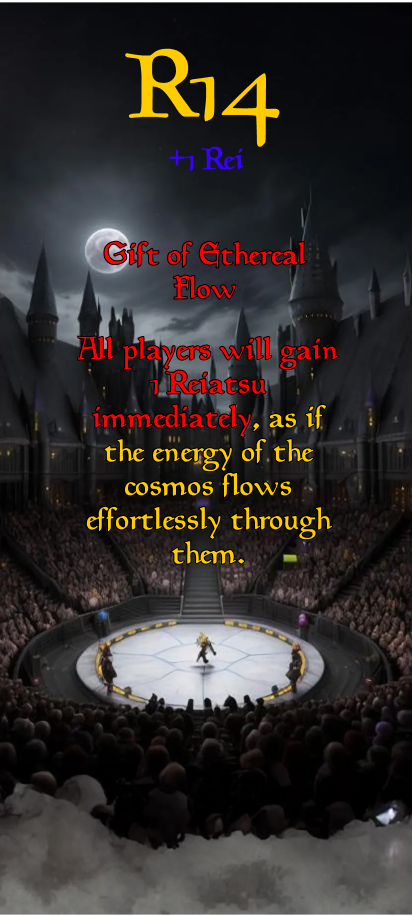 R14
+1 Rei
Gift of Ethereal
Flow
All players will gain
1 Reiatsu
immediately, as if
the energy of the
cosmos flows
effortlessly through
them.